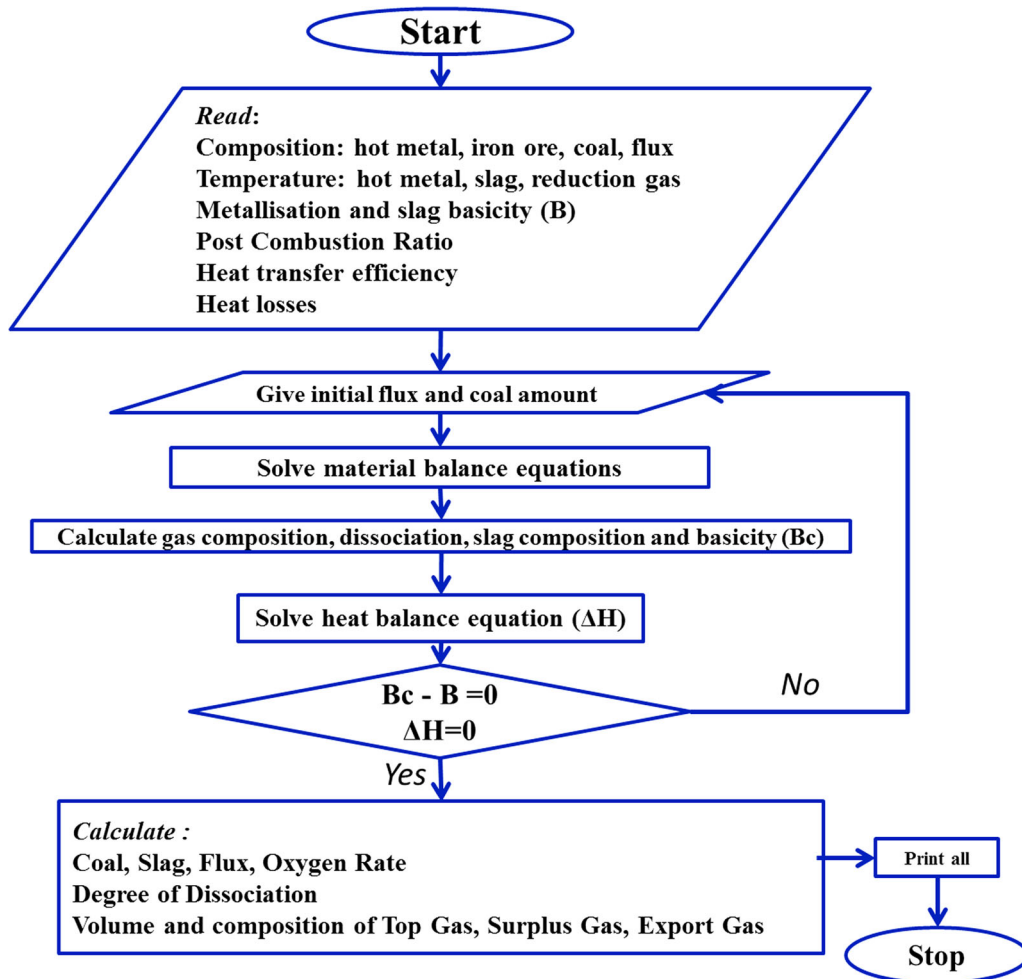 Start
Read:
Composition: hot metal, iron ore, coal, flux
Temperature: hot metal, slag, reduction gas
Metallisation and slag basicity (B)
Post Combustion Ratio
Heat transfer efficiency
Heat losses
Give initial flux and coal amount
Solve material balance equations
Calculate gas composition, dissociation, slag composition and basicity (Bc)
Solve heat balance equation (ΔH)
Bc - B =0
ΔH=0
No
Yes
Calculate :
Coal, Slag, Flux, Oxygen Rate
Degree of Dissociation
Volume and composition of Top Gas, Surplus Gas, Export Gas
Print all
Stop